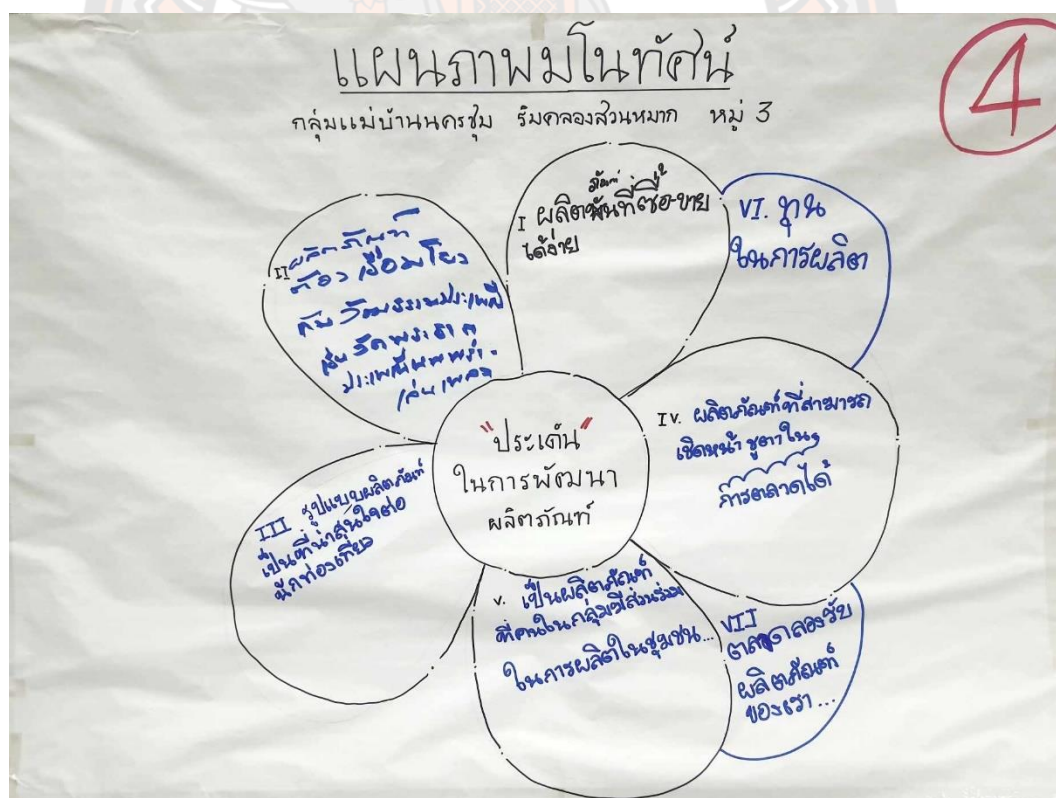 แผนภาพมโนทัศน์
4
กลุ่มแม่บ้านนครชุม ริมคลองสวนหมาก หมู่ 3
I ผลิตภัณฑ์ที่ซื้อ-ขาย
ได้ง่าย
VI. ทุน
ในการผลิต
II ผลิตภัณฑ์
ต้องเชื่อมโยง
กับวัฒนธรรมประเพณี
เช่นวัดพระธาตุ
ประเพณีนพพระ-
เล่นเพลง
"ประเด็น"
ในการพัฒนา
ผลิตภัณฑ์
IV. ผลิตภัณฑ์ที่สามารถ
เชิดหน้าชูตาใน
การตลาดได้
III รูปแบบผลิตภัณฑ์
เป็นที่น่าสนใจต่อ
นักท่องเที่ยว
V. เป็นผลิตภัณฑ์
ที่คนในกลุ่มมีส่วนร่วม
ในการผลิตในชุมชน...
VII
ตลาดรองรับ
ผลิตภัณฑ์
ของเรา...